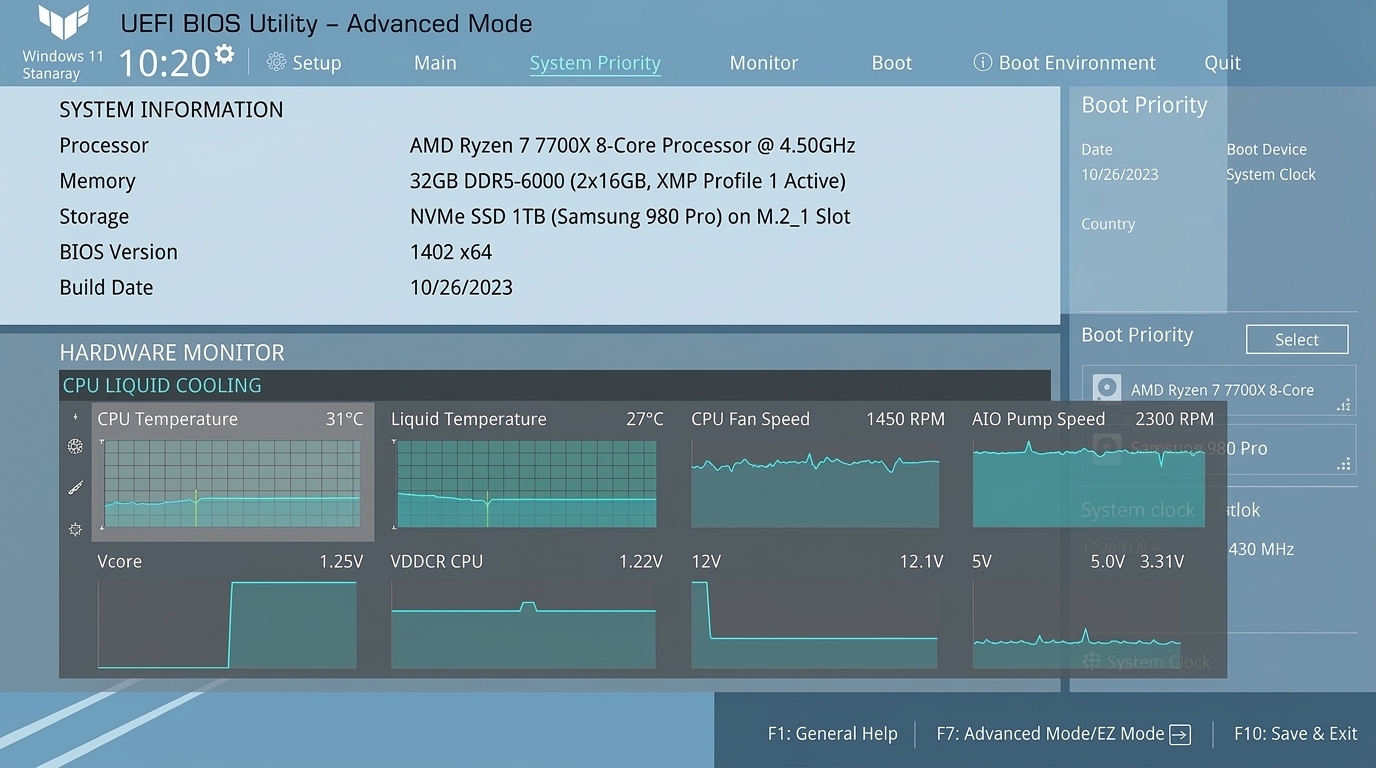 UEFI BIOS Utility – Advanced Mode
Windows 11
Stanaray
10:20
Setup
Main
System Priority
Monitor
Boot
Boot Environment
Quit
SYSTEM INFORMATION
Processor AMD Ryzen 7 7700X 8-Core Processor @ 4.50GHz
Memory 32GB DDR5-6000 (2x16GB, XMP Profile 1 Active)
Storage NVMe SSD 1TB (Samsung 980 Pro) on M.2_1 Slot
BIOS Version 1402 x64
Build Date 10/26/2023
Boot Priority
Date Boot Device
10/26/2023 System Clock
Country
Boot Priority
Select
AMD Ryzen 7 7700X 8-Core
Samsung 980 Pro
System clock
430 MHz
System Clock
HARDWARE MONITOR
CPU LIQUID COOLING
CPU Temperature 31°C
Liquid Temperature 27°C
CPU Fan Speed 1450 RPM
AIO Pump Speed 2300 RPM
Vcore 1.25V
VDDCR CPU 1.22V
12V 12.1V
5V 5.0V 3.31V
F1: General Help
F7: Advanced Mode/EZ Mode
F10: Save & Exit